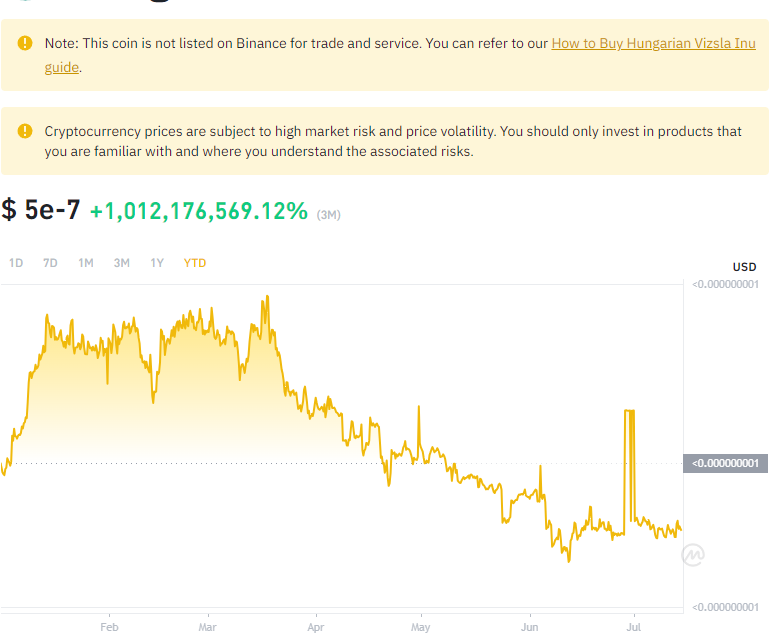 Note: This coin is not listed on Binance for trade and service. You can refer to our How to Buy Hungarian Vizsla Inu
guide.
Cryptocurrency prices are subject to high market risk and price volatility. You should only invest in products that
you are familiar with and where you understand the associated risks.
$ 5e-7 +1,012,176,569.12% (3M)
1D 7D 1M 3M 1Y YTD
USD
<0.000000001
<0.000000001
<0.000000001
Feb Mar Apr May Jun Jul